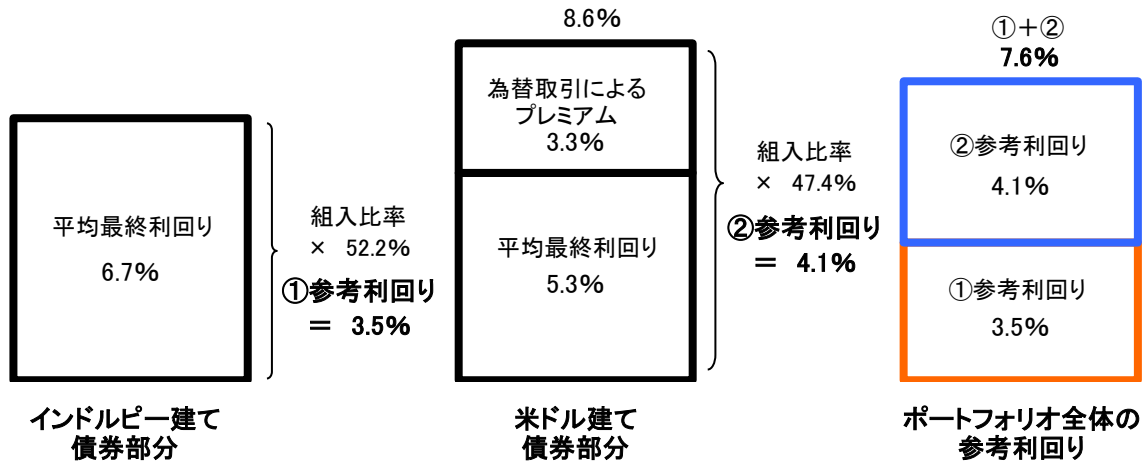 平均最終利回り
6.7%
組入比率
× 52.2%
①参考利回り
＝ 3.5%
インドルピー建て
債券部分
8.6%
為替取引による
プレミアム
3.3%
平均最終利回り
5.3%
組入比率
× 47.4%
②参考利回り
＝ 4.1%
米ドル建て
債券部分
①＋②
7.6%
②参考利回り
4.1%
①参考利回り
3.5%
ポートフォリオ全体の
参考利回り